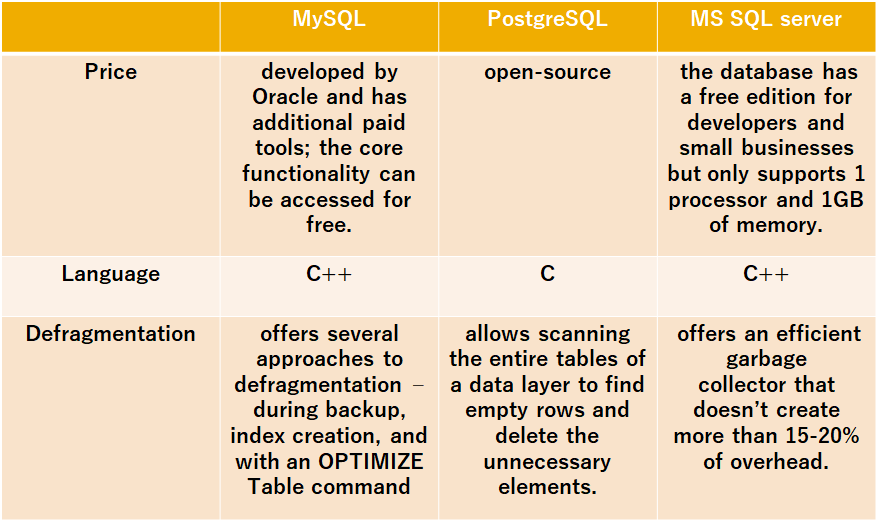 MySQL
PostgreSQL
MS SQL server
Price
developed by
Oracle and has
additional paid
tools; the core
functionality can
be accessed for
free.
open-source
the database has
a free edition for
developers and
small businesses
but only supports 1
processor and 1GB
of memory.
Language
C++
C
C++
Defragmentation
offers several
approaches to
defragmentation –
during backup,
index creation, and
with an OPTIMIZE
Table command
allows scanning
the entire tables of
a data layer to find
empty rows and
delete the
unnecessary
elements.
offers an efficient
garbage
collector that
doesn’t create
more than 15-20%
of overhead.